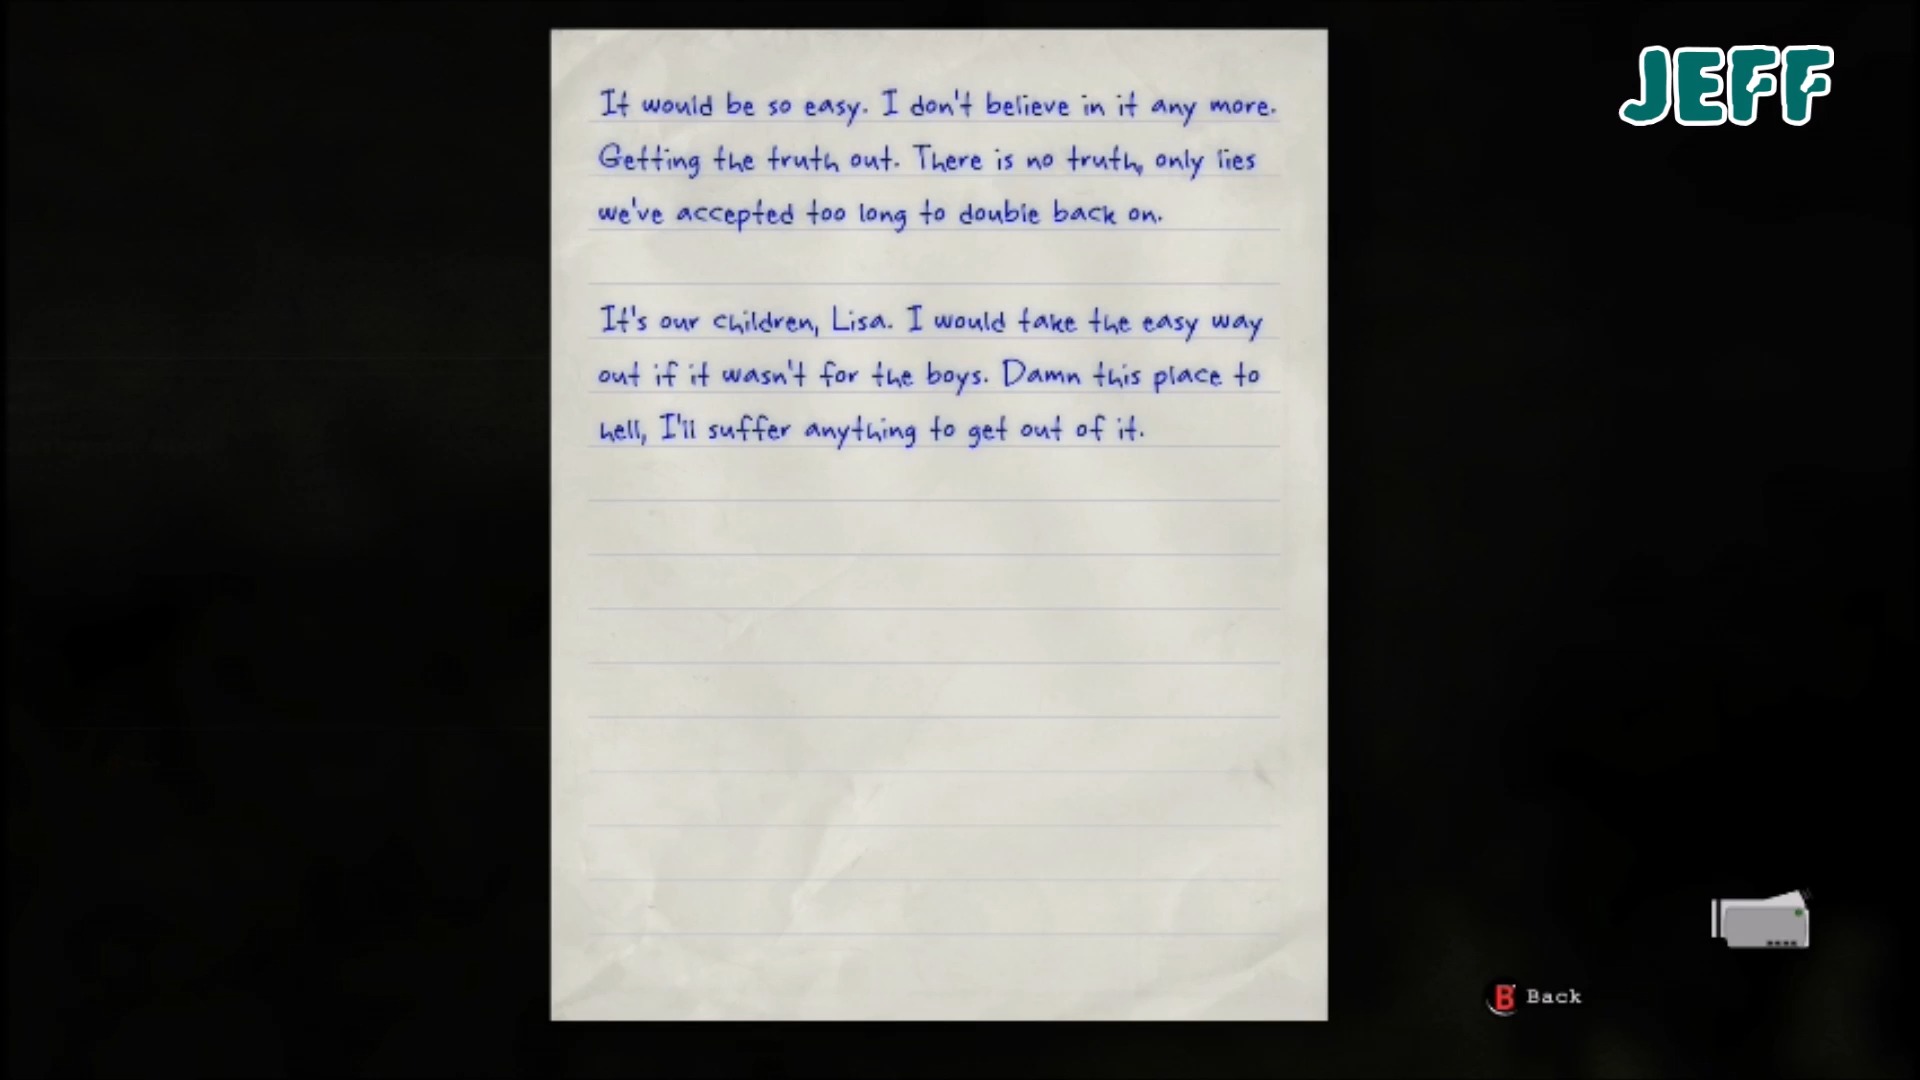 JEFF
It would be so easy. I don't believe in it any more.
Getting the truth out. There is no truth, only lies
we've accepted too long to double back on.
It's our children, Lisa. I would take the easy way
out if it wasn't for the boys. Damn this place to
hell, I'll suffer anything to get out of it.
B Back